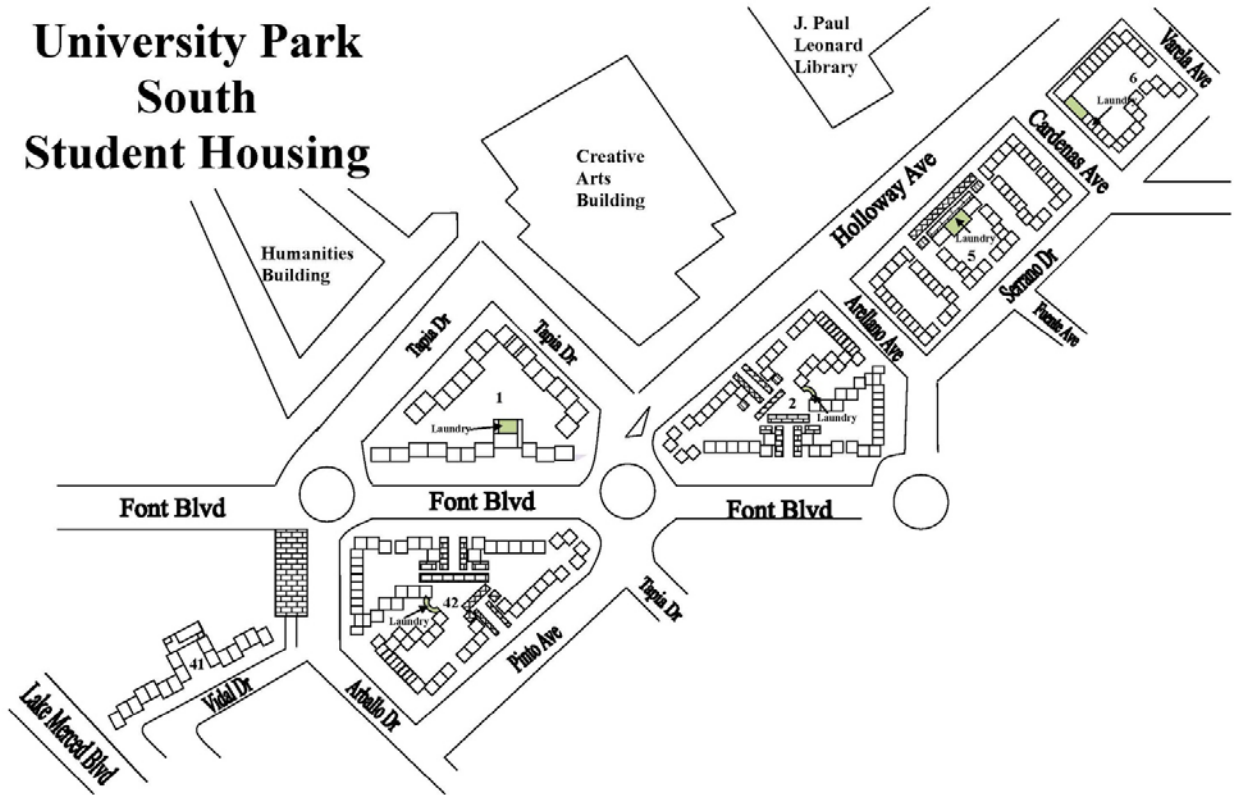 University Park
South
Student Housing
J. Paul
Leonard
Library
Varela Ave
6
Laundry
Cardenas Ave
Creative
Arts
Building
Holloway Ave
Humanities
Building
Laundry
5
Serrano Dr
Fuente Ave
Arellano Ave
Tapia Dr
Tapia Dr
1
Laundry
2
Laundry
Font Blvd
Font Blvd
Font Blvd
42
Laundry
Tapia Dr
Pinto Ave
41
Vidal Dr
Arballo Dr
Lake Merced Blvd